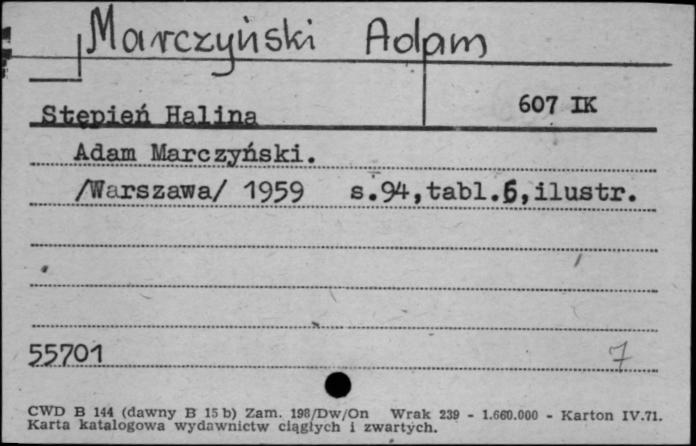 Marczyński Adam
607 IK
Stępień Halina
Adam Marczyński.
/Warszawa/ 1959 s.94,tabl.6,ilustr.
55701
7
CWD B 144 (dawny B 15 b) Zam. 198/Dw/On Wrak 239 - 1.660.000 - Karton IV.71.
Karta katalogowa wydawnictw ciągłych i zwartych.